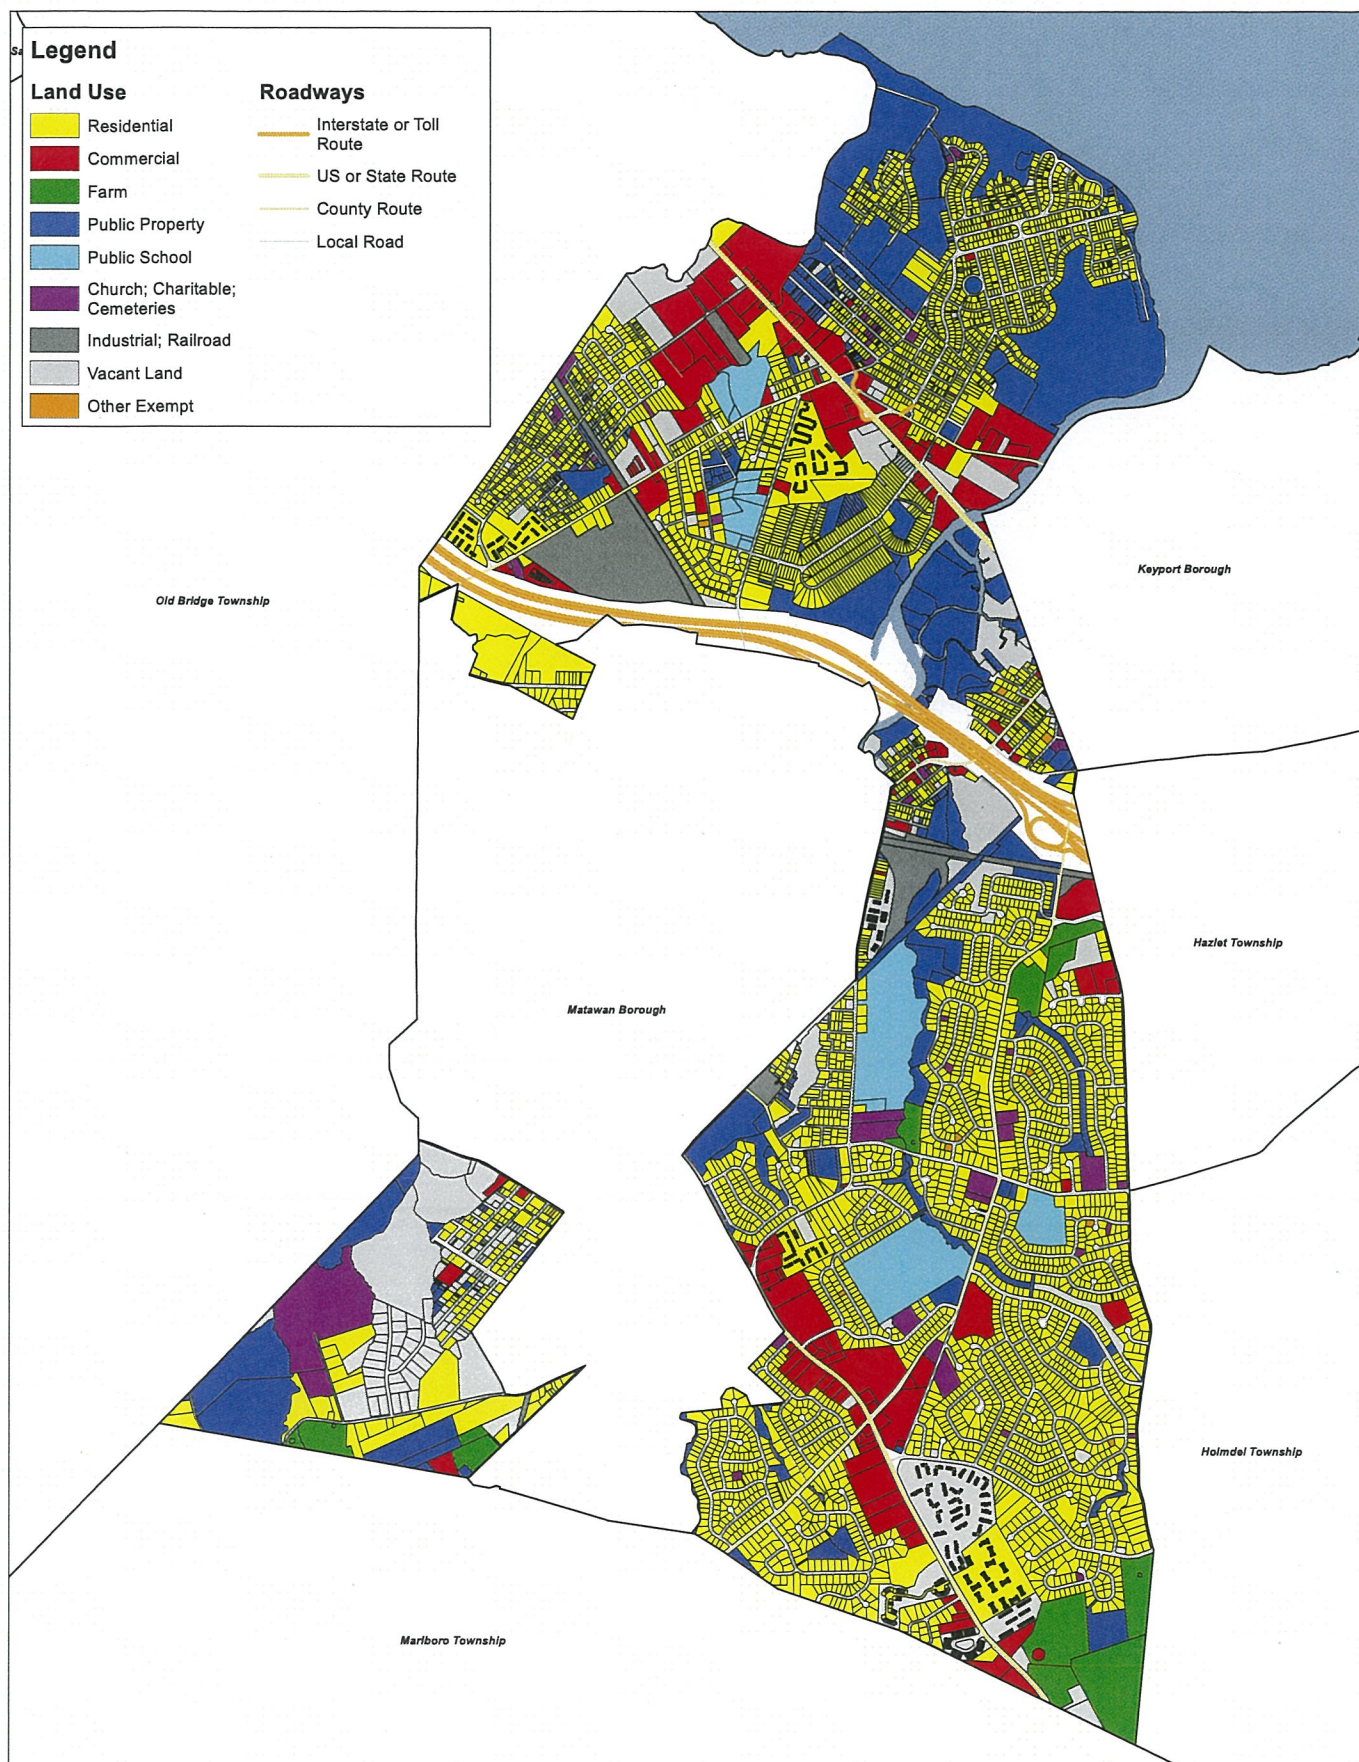 Legend
Land Use
Residential
Commercial
Farm
Public Property
Public School
Church; Charitable;
Cemeteries
Industrial; Railroad
Vacant Land
Other Exempt
Roadways
Interstate or Toll
Route
US or State Route
County Route
Local Road
Keyport Borough
Old Bridge Township
Hazlet Township
Matawan Borough
Holmdel Township
Marlboro Township